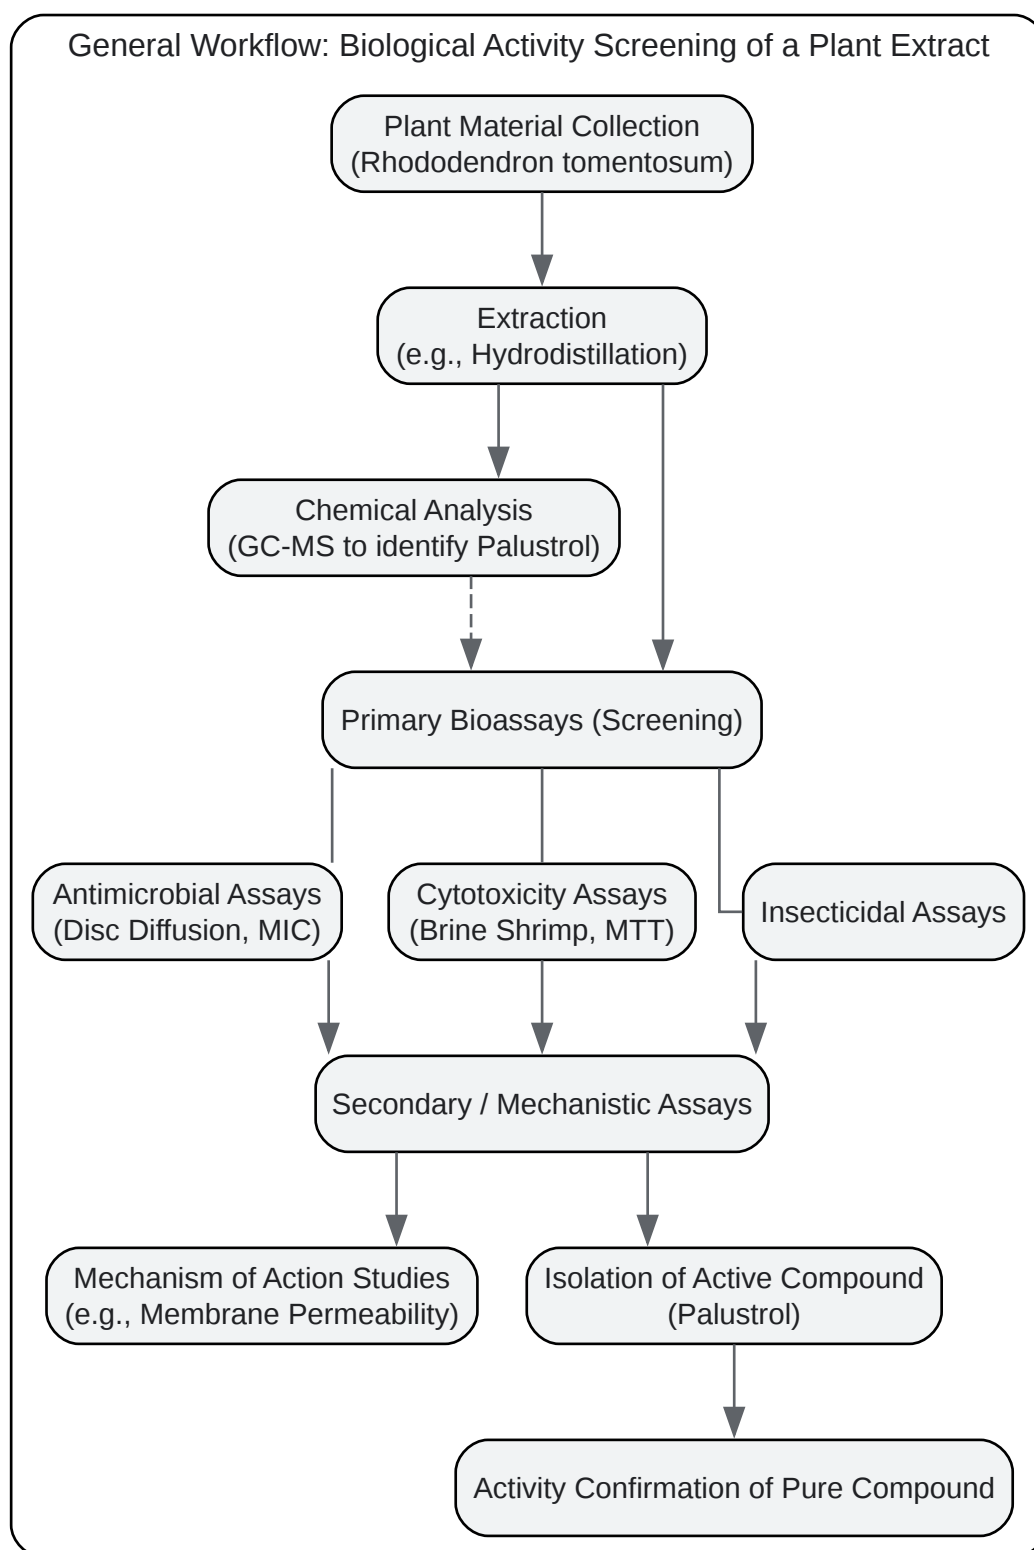 General Workflow: Biological Activity Screening of a Plant Extract
Plant Material Collection
(Rhododendron tomentosum)
Extraction
(e.g., Hydrodistillation)
Chemical Analysis
(GC-MS to identify Palustrol)
Primary Bioassays (Screening)
Antimicrobial Assays
(Disc Diffusion, MIC)
Cytotoxicity Assays
(Brine Shrimp, MTT)
Insecticidal Assays
Secondary / Mechanistic Assays
Mechanism of Action Studies
(e.g., Membrane Permeability)
Isolation of Active Compound
(Palustrol)
Activity Confirmation of Pure Compound